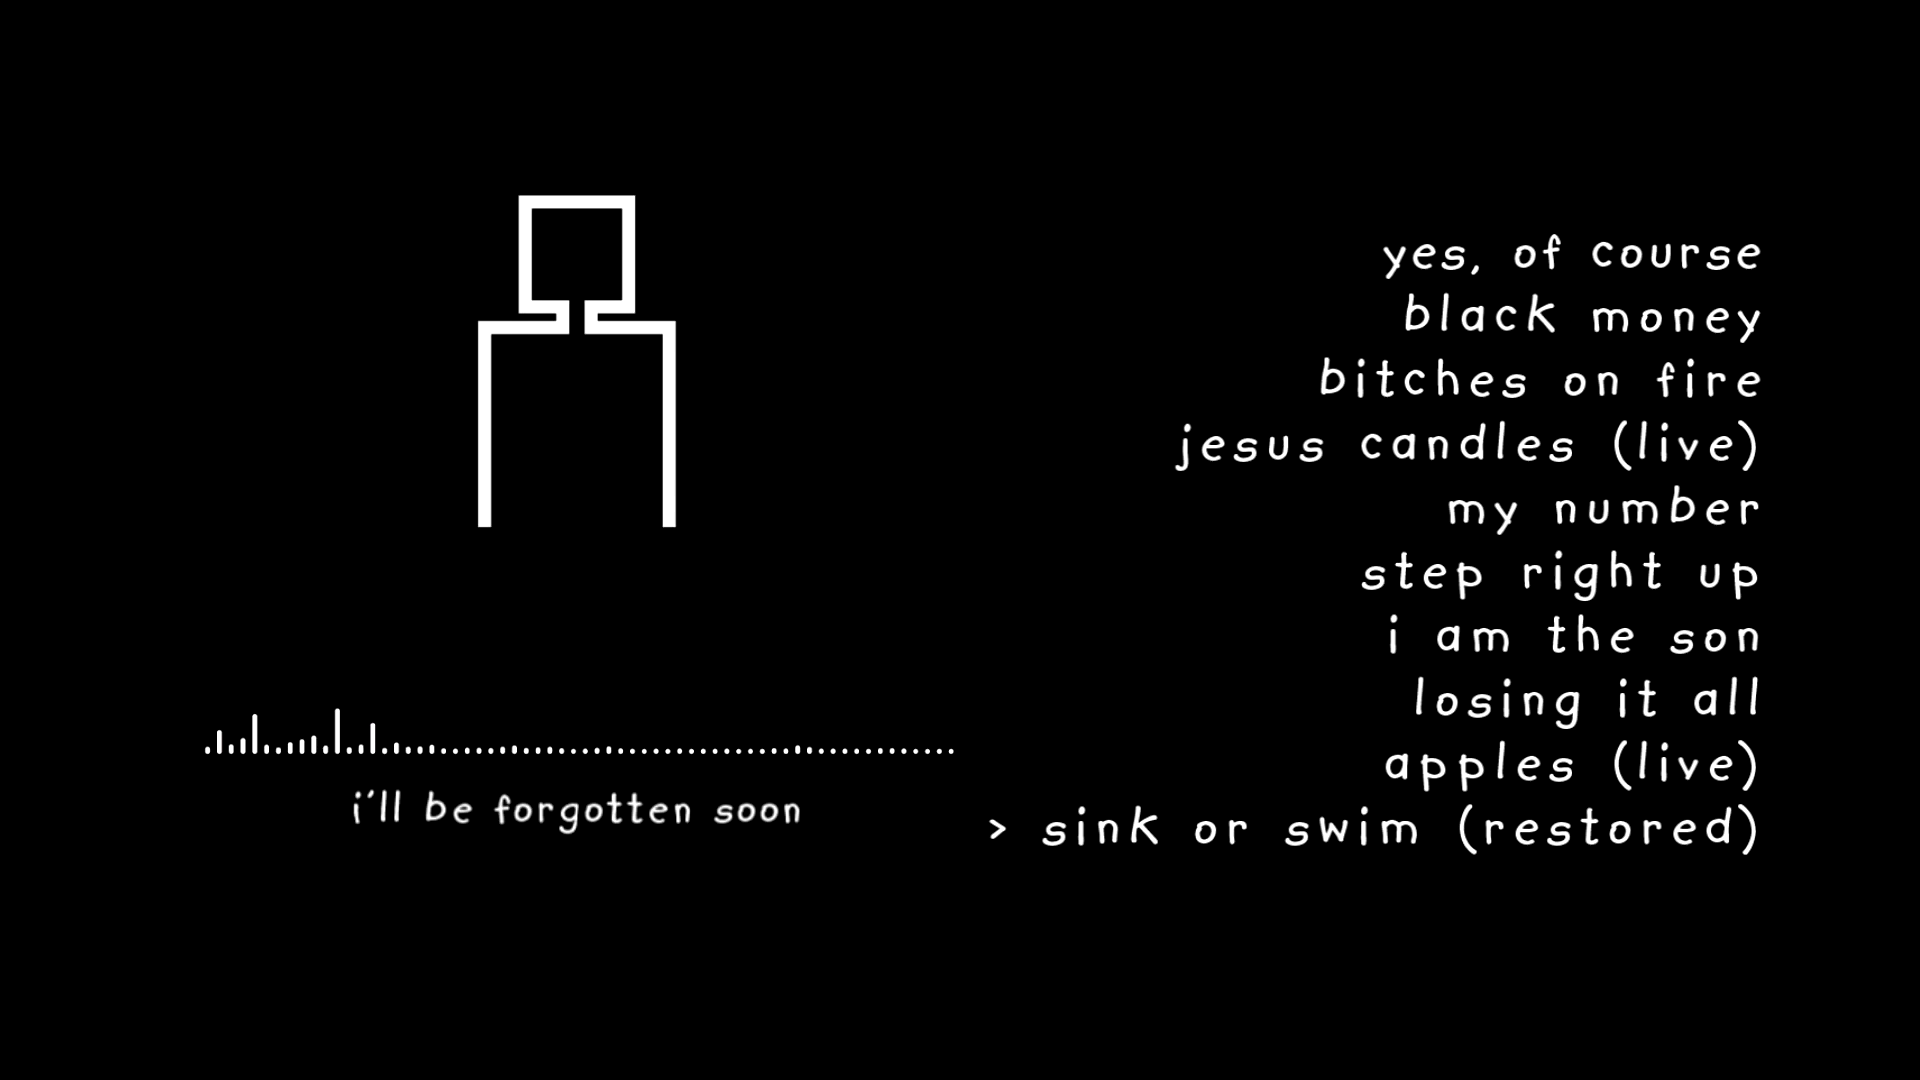 yes, of course
black money
bitches on fire
jesus candles (live)
my number
step right up
i am the son
losing it all
apples (live)
> sink or swim (restored)
i'll be forgotten soon